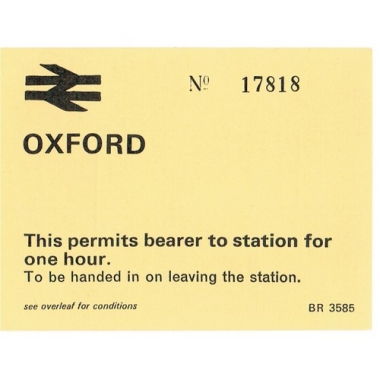 Nº 17818
OXFORD
This permits bearer to station for
one hour.
To be handed in on leaving the station.
see overleaf for conditions BR 3585